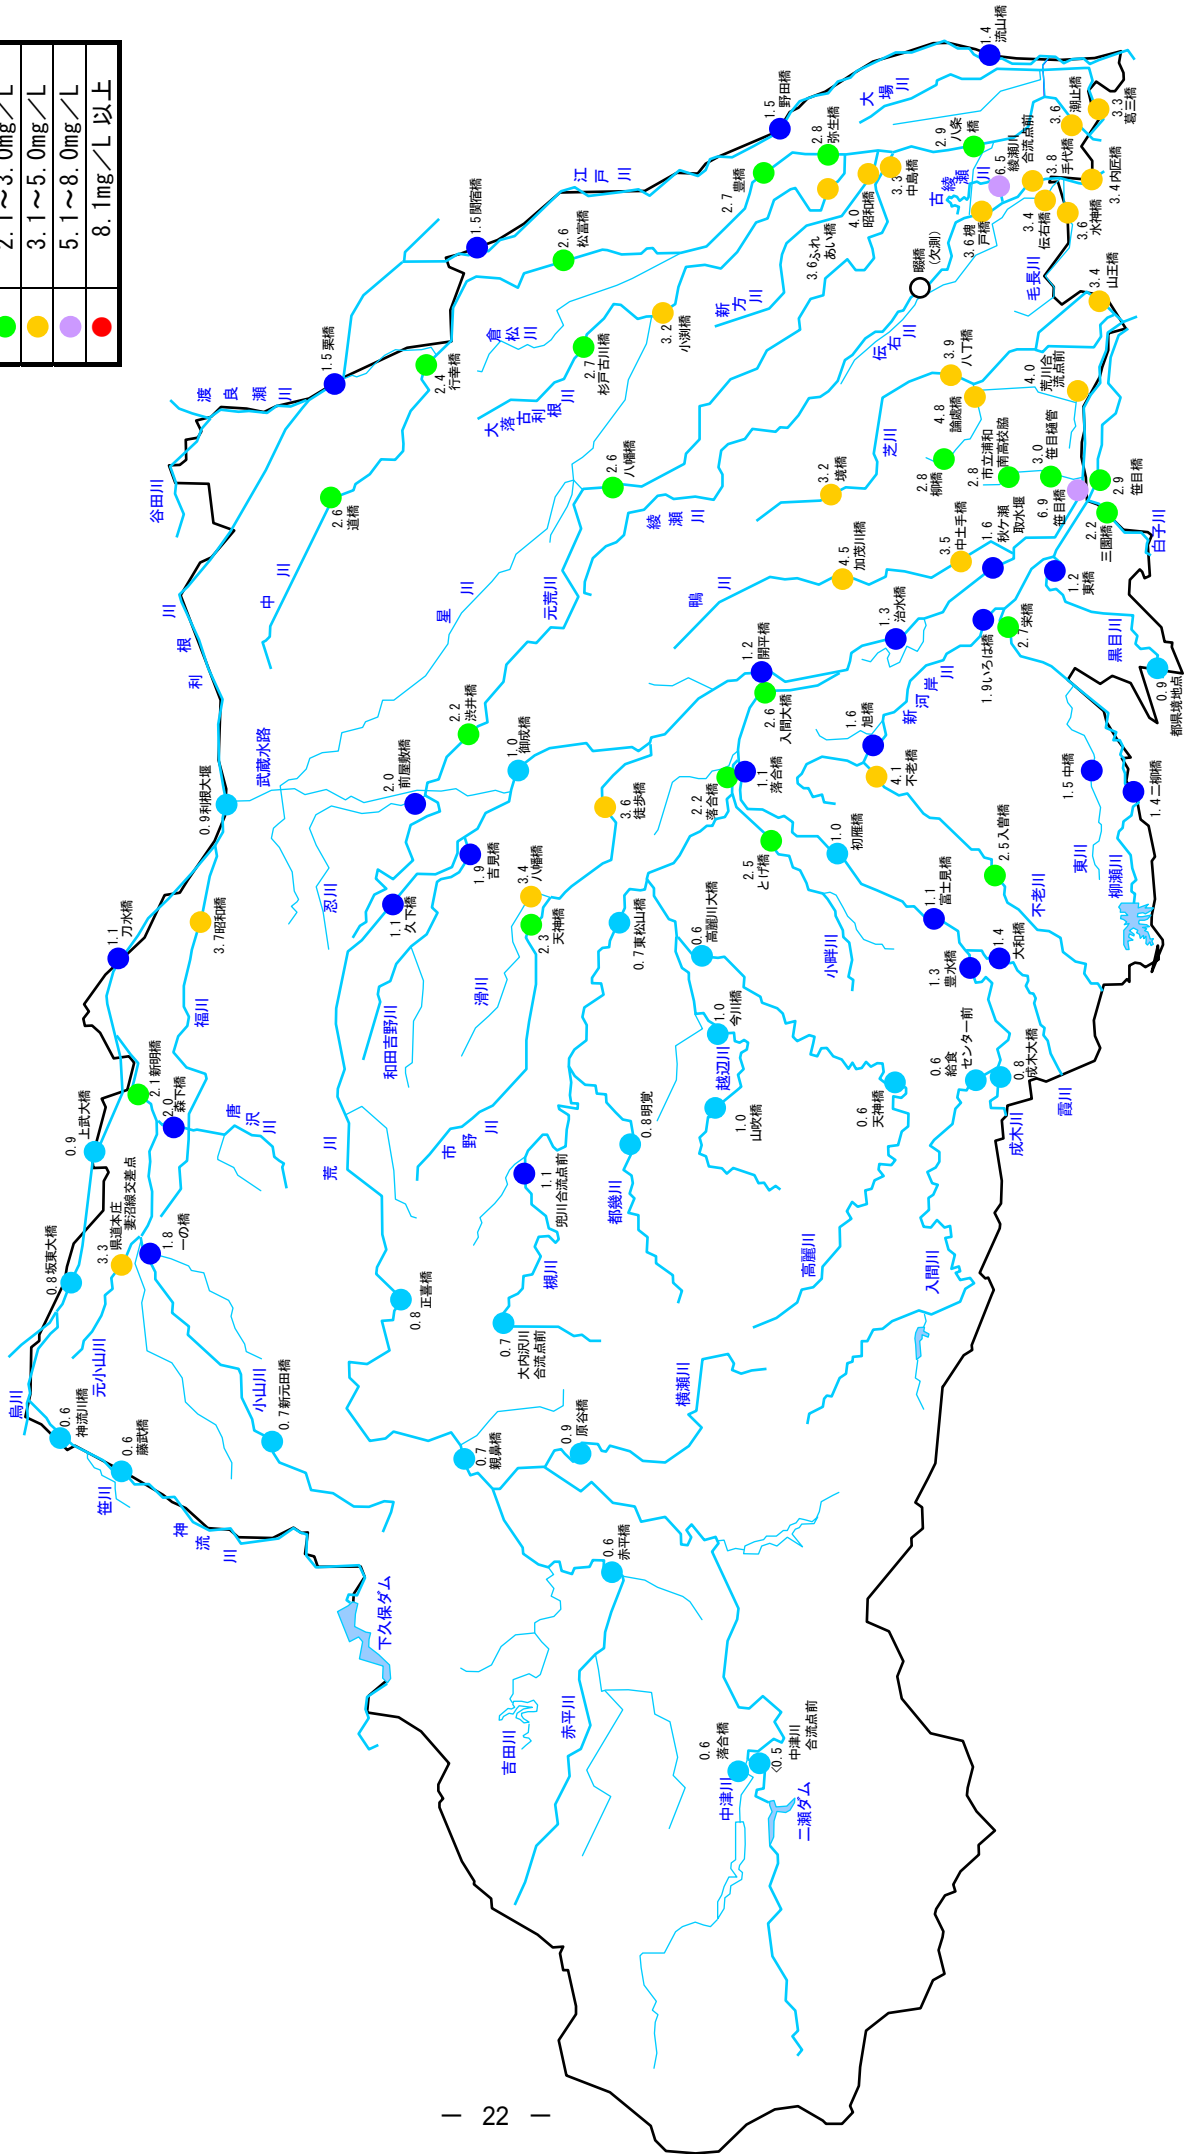 2.1～3.0mg／L
3.1～5.0mg／L
5.1～8.0mg／L
8.1mg／L 以上
烏川
0.6
神流川橋
0.6
藤武橋
笹川
神流川
下久保ダム
0.8坂東大橋
0.9
上武大橋
3.3
県道本庄
妻沼線交差点
元小山川
1.8
一の橋
小山川
0.7新元田橋
2.1新明橋
2.0
森下橋
唐沢川
1.1
刀水橋
3.7昭和橋
福川
0.9利根大堰
利根川
武蔵水路
谷田川
渡良瀬川
1.5栗橋
1.5関宿橋
江戸川
1.5
野田橋
1.4
流山橋
2.6
道橋
中川
2.4
行幸橋
2.6
松富橋
倉松川
2.7
杉戸古川橋
大落古利根川
3.2
小渕橋
2.7
豊橋
2.8
弥生橋
大場川
3.6ふれ
あい橋
新方川
4.0
昭和橋
3.3
中島橋
2.9
八条
橋
古綾瀬川
6.5
綾瀬川
合流点前
3.6槐
戸橋
3.8
手代橋
3.6
潮止橋
3.3
葛三橋
3.4内匠橋
3.4
伝右橋
3.6
水神橋
毛長川
3.4
山王橋
畷橋
(欠測)
伝右川
星川
元荒川
2.6
八幡橋
綾瀬川
2.2
渋井橋
2.0
前屋敷橋
忍川
1.0
御成橋
1.9
吉見橋
1.1
久下橋
和田吉野川
荒川
0.8
正喜橋
3.6
徒歩橋
3.4
八幡橋
2.3
天神橋
滑川
市野川
1.1
兜川合流点前
槻川
0.7
大内沢川
合流点前
0.8明覚
都幾川
0.7東松山橋
0.6
高麗川大橋
1.0
今川橋
越辺川
1.0
山吹橋
0.6
天神橋
高麗川
2.2
落合橋
1.1
落合橋
2.5
とげ橋
1.0
初雁橋
小畔川
1.2
開平橋
2.6
入間大橋
1.3
治水橋
鴨川
4.5
加茂川橋
3.5
中土手橋
1.6
秋ケ瀬
取水堰
芝川
3.2
境橋
3.9
八丁橋
4.8
論處橋
4.0
荒川合
流点前
2.8
柳橋
2.8
市立浦和
南高校脇
3.0
笹目樋管
6.9
笹目橋
2.9
笹目橋
2.2
三園橋
白子川
1.2
東橋
黒目川
0.9
都県境地点
1.9いろは橋
2.7栄橋
新河岸川
1.6
旭橋
4.1
不老橋
2.5入曽橋
不老川
1.5中橋
東川
1.4二柳橋
柳瀬川
1.1
富士見橋
1.3
豊水橋
1.4
大和橋
0.6
給食
センター前
0.8
成木大橋
成木川
霞川
入間川
横瀬川
0.9
原谷橋
0.7
親鼻橋
0.6
赤平橋
赤平川
吉田川
0.6
落合橋
<0.5
中津川
合流点前
中津川
二瀬ダム
― 22 ―